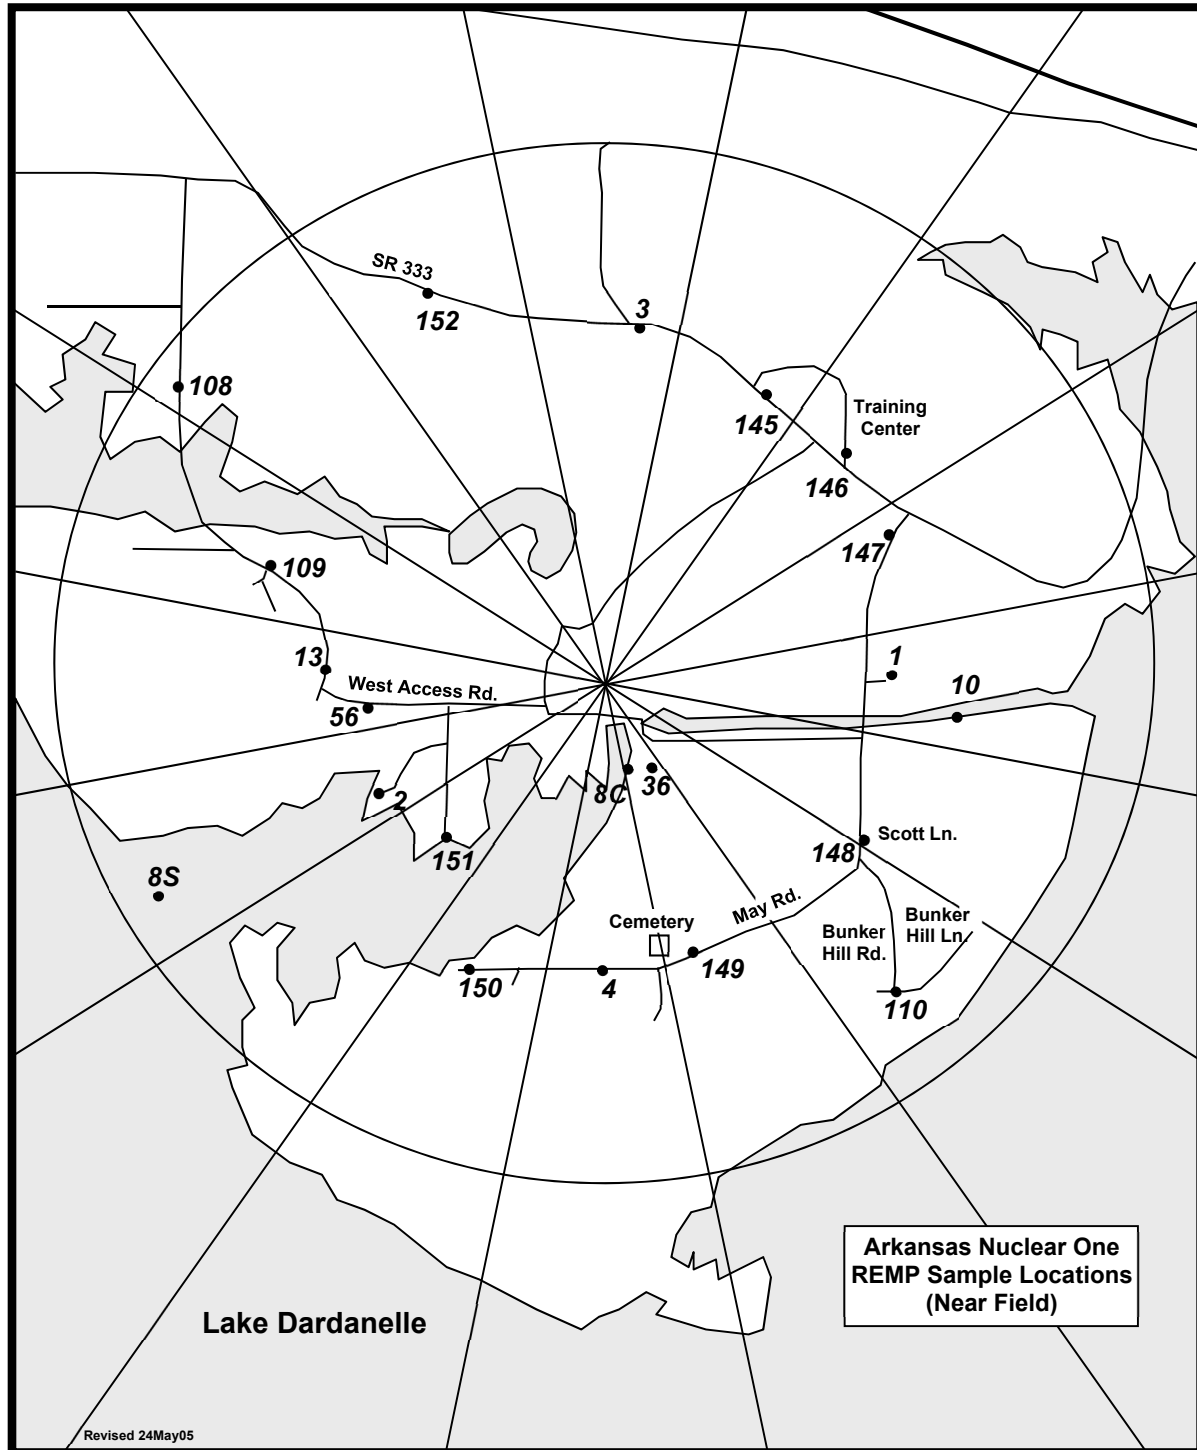 SR 333
152
3
108
145
Training
Center
146
147
109
13
West Access Rd.
56
1
10
2
8C
36
151
148
Scott Ln.
8S
May Rd.
Cemetery
Bunker
Hill Rd.
Bunker
Hill Ln.
150
4
149
110
Arkansas Nuclear One
REMP Sample Locations
(Near Field)
Lake Dardanelle
Revised 24May05